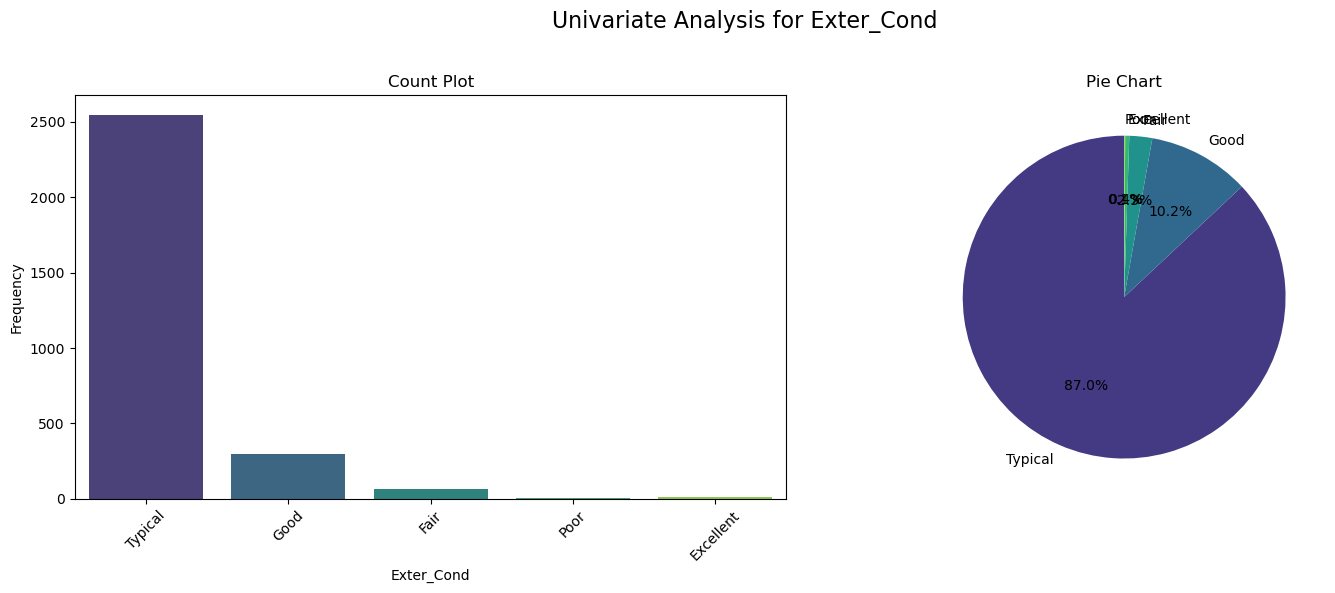 Univariate Analysis for Exter_Cond
Count Plot
2500
2000
1500
1000
500
0
Frequency
Typical
Good
Fair
Poor
Excellent
Exter_Cond
Pie Chart
Poor
Excellent
Fair
Good
10.2%
87.0%
Typical